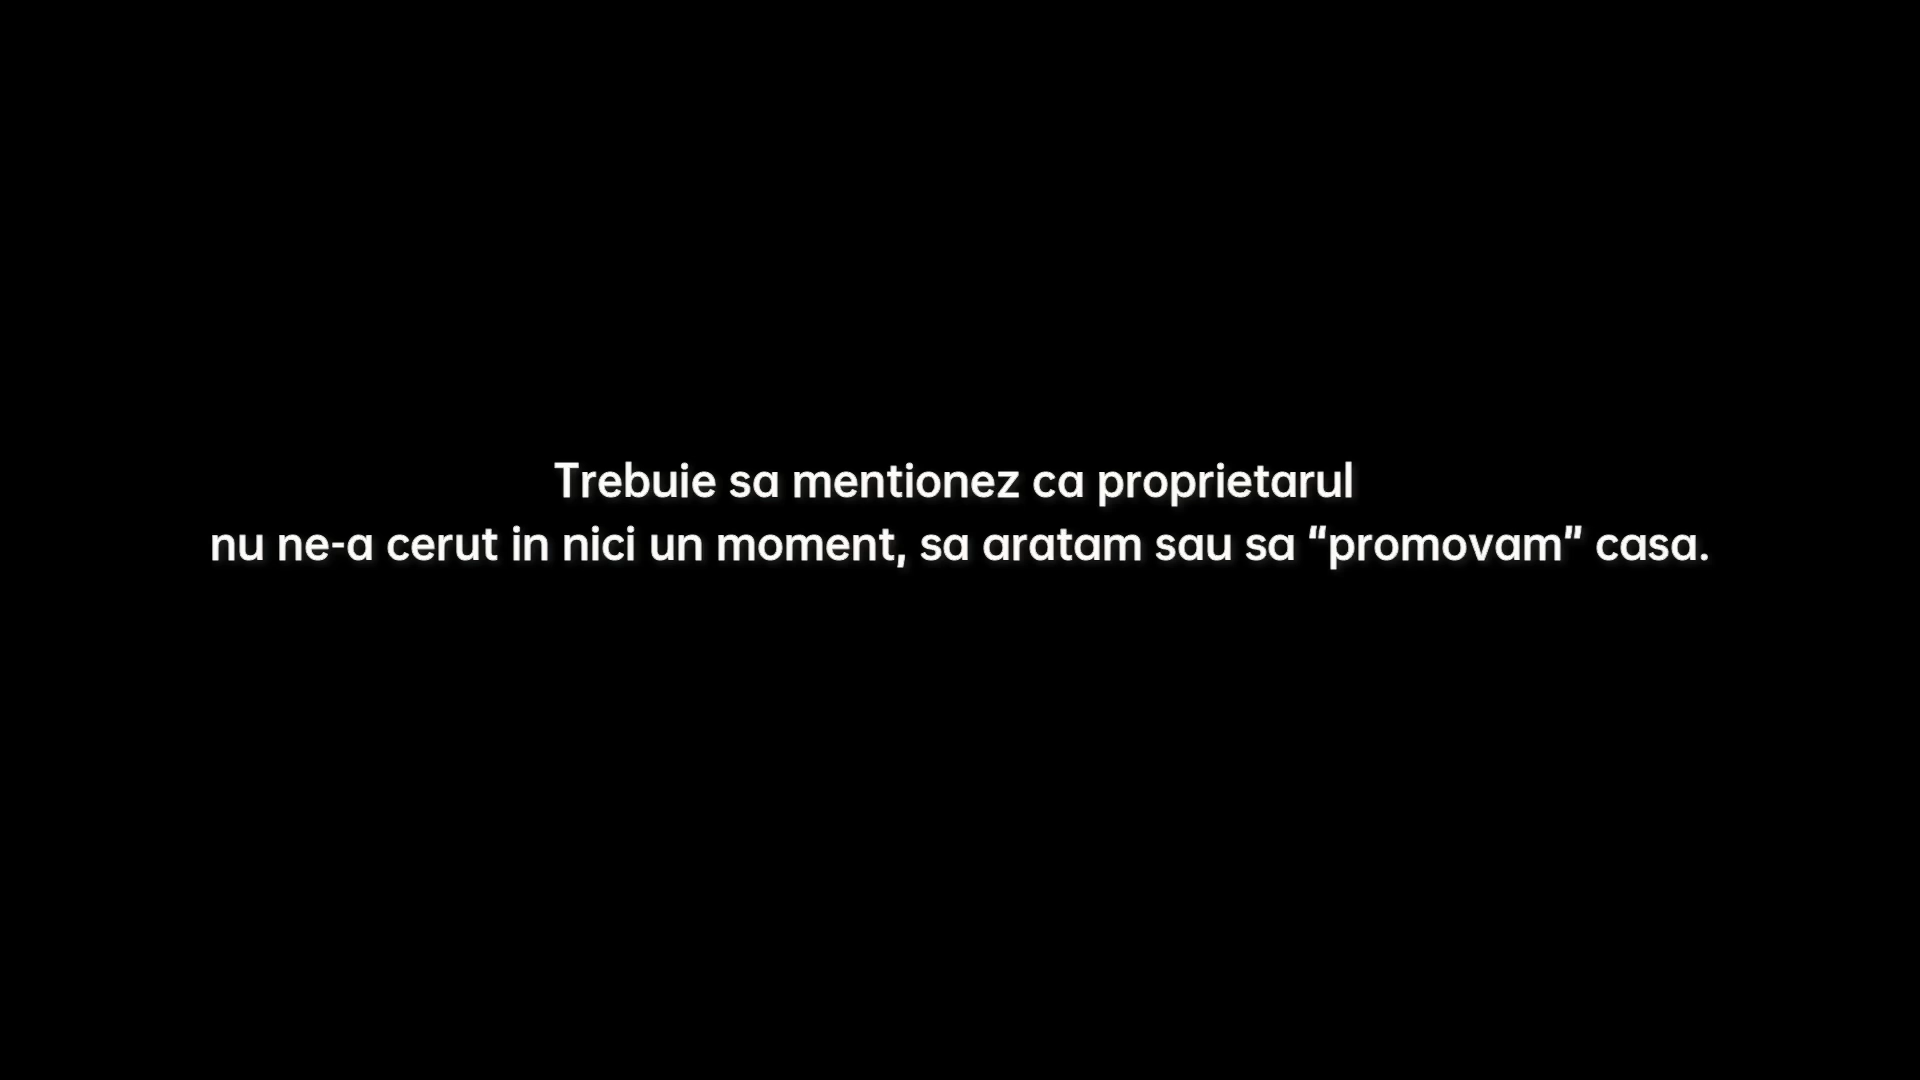 Trebuie sa mentionez ca proprietarul
nu ne-a cerut in nici un moment, sa aratam sau sa “promovam” casa.